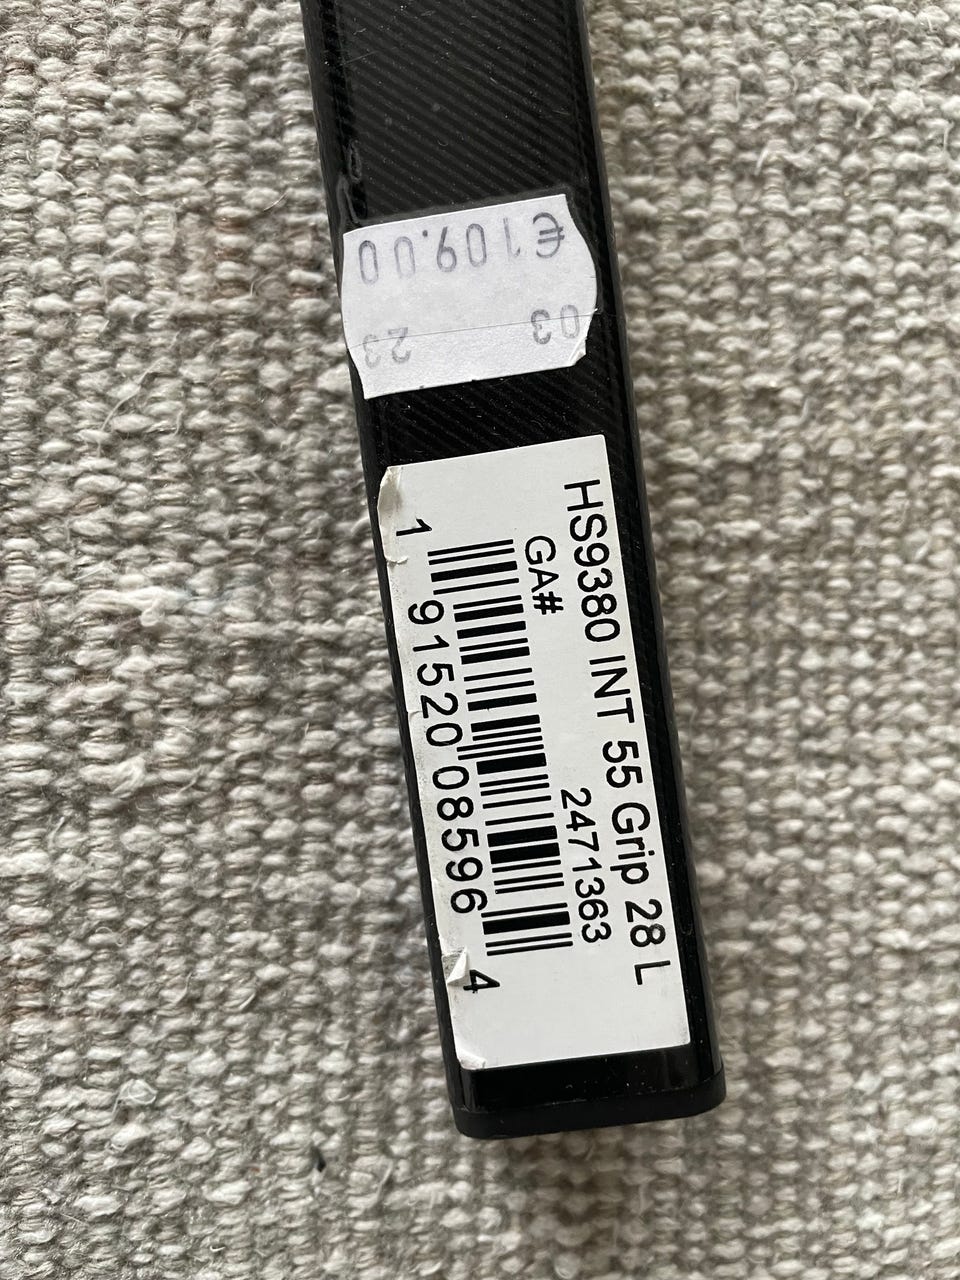 €109.00
03 23
HS9380 INT 55 Grip 28 L
GA# 2471363
1 91520 08596 4